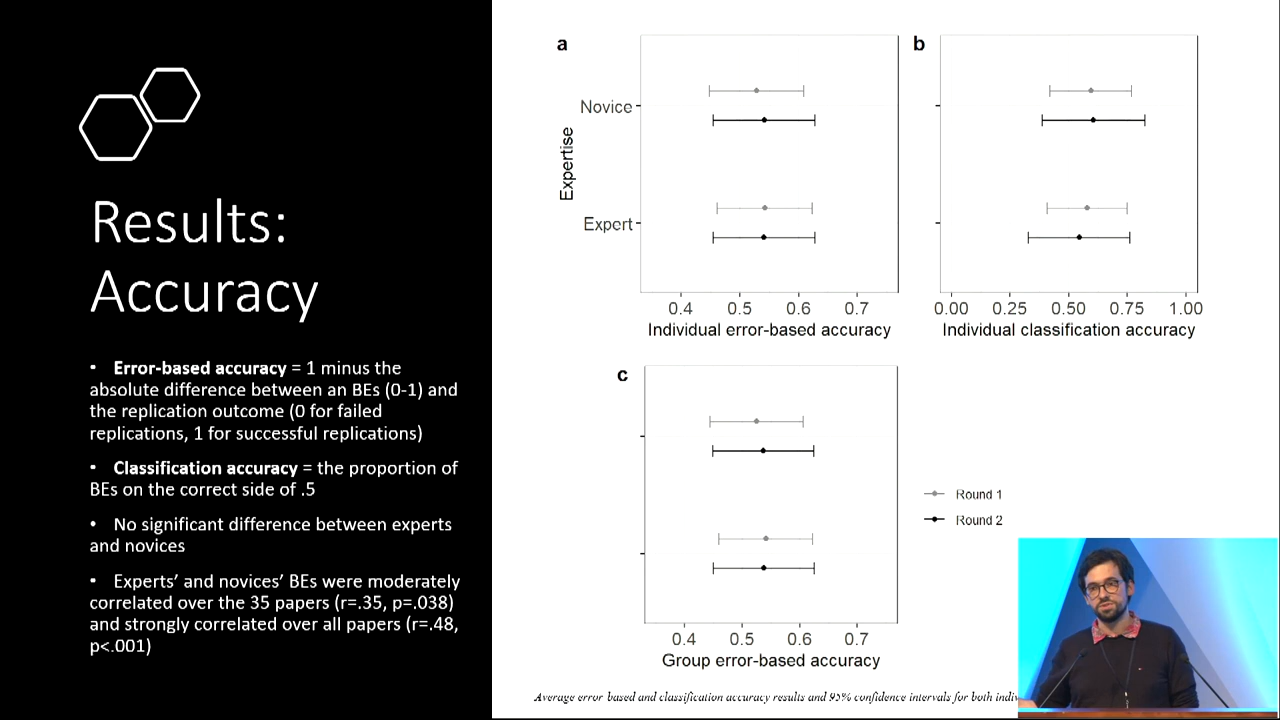 Results:
Accuracy
• Error-based accuracy = 1 minus the
absolute difference between an BEs (0-1) and
the replication outcome (0 for failed
replications, 1 for successful replications)
• Classification accuracy = the proportion of
BEs on the correct side of .5
• No significant difference between experts
and novices
• Experts’ and novices’ BEs were moderately
correlated over the 35 papers (r=.35, p=.038)
and strongly correlated over all papers (r=.48,
p<.001)
a
Expertise
Novice
Expert
0.4 0.5 0.6 0.7
Individual error-based accuracy
b
0.00 0.25 0.50 0.75 1.00
Individual classification accuracy
c
0.4 0.5 0.6 0.7
Group error-based accuracy
Round 1
Round 2
Average error based and classification accuracy results and 95% confidence intervals for both